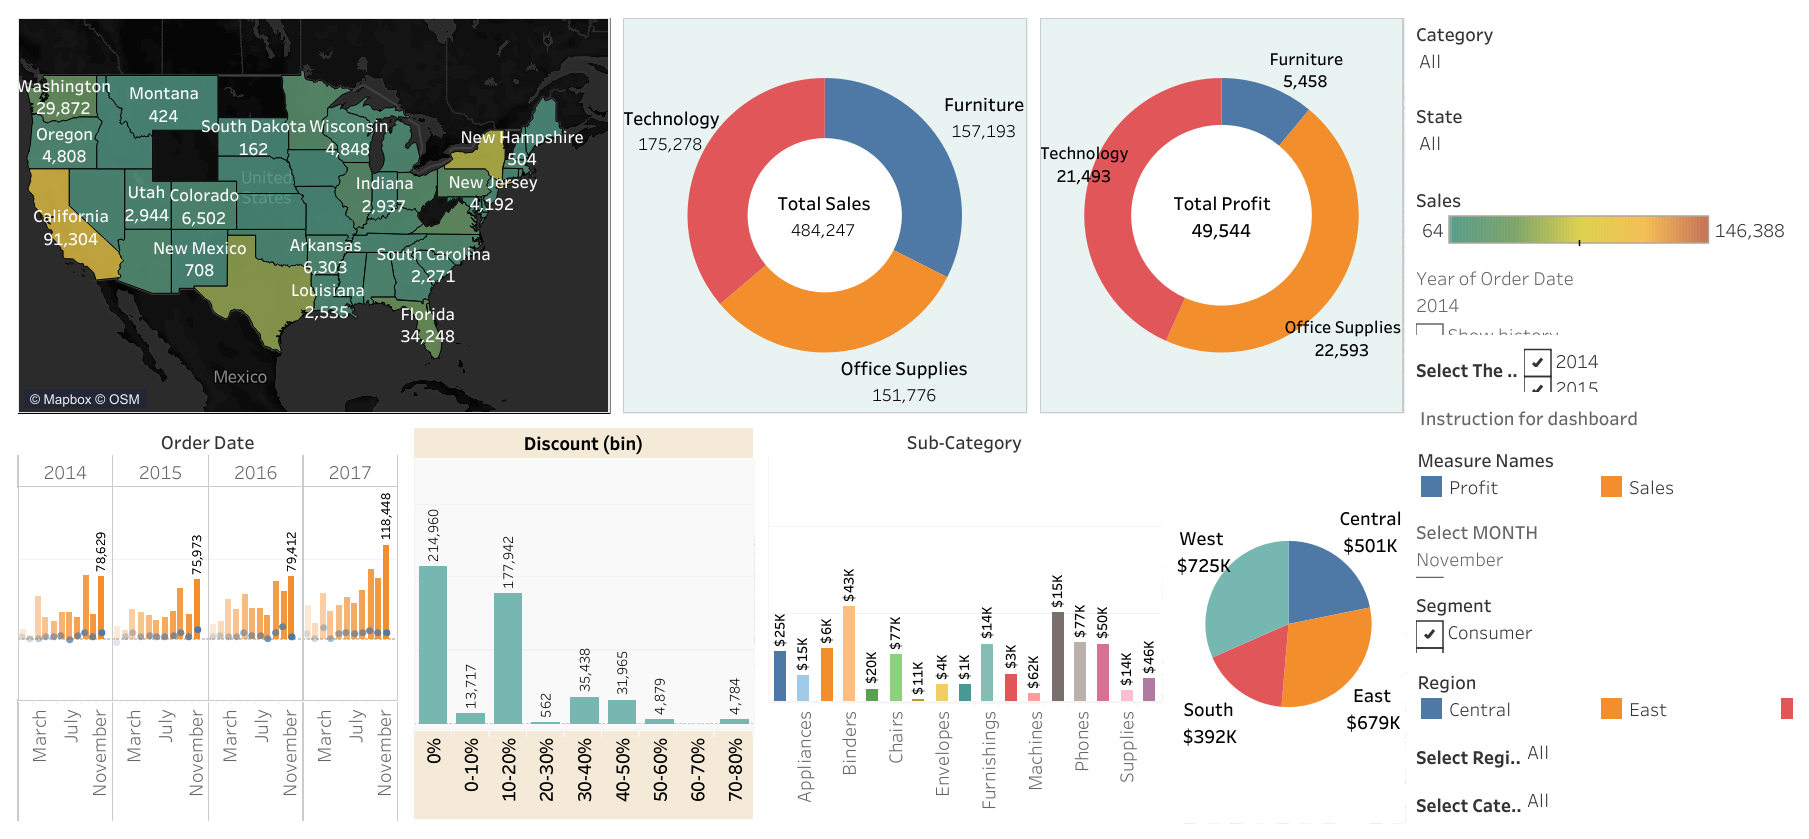 Washington
29,872
Montana
424
Oregon
4,808
South Dakota
162
Wisconsin
4,848
New Hampshire
504
United
States
Utah
2,944
Colorado
6,502
Indiana
2,937
New Jersey
4,192
California
91,304
New Mexico
708
Arkansas
6,303
South Carolina
2,271
Louisiana
2,535
Florida
34,248
Mexico
© Mapbox © OSM
Technology
175,278
Furniture
157,193
Total Sales
484,247
Office Supplies
151,776
Furniture
5,458
Technology
21,493
Total Profit
49,544
Office Supplies
22,593
Category
All
State
All
Sales
64
146,388
Year of Order Date
2014
Show history
Select The ..
2014
2015
Instruction for dashboard
Measure Names
Profit
Sales
Select MONTH
November
Segment
Consumer
Region
Central
East
Select Regi..
All
Select Cate..
All
Order Date
2014
2015
2016
2017
78,629
75,973
79,412
118,448
March
July
November
March
July
November
March
July
November
March
July
November
Discount (bin)
214,960
13,717
177,942
562
35,438
31,965
4,879
4,784
0%
0-10%
10-20%
20-30%
30-40%
40-50%
50-60%
60-70%
70-80%
Sub-Category
$25K
$15K
$6K
$43K
$20K
$77K
$11K
$4K
$1K
$14K
$3K
$62K
$15K
$77K
$50K
$14K
$46K
Appliances
Binders
Chairs
Envelopes
Furnishings
Machines
Phones
Supplies
Central
$501K
West
$725K
East
$679K
South
$392K